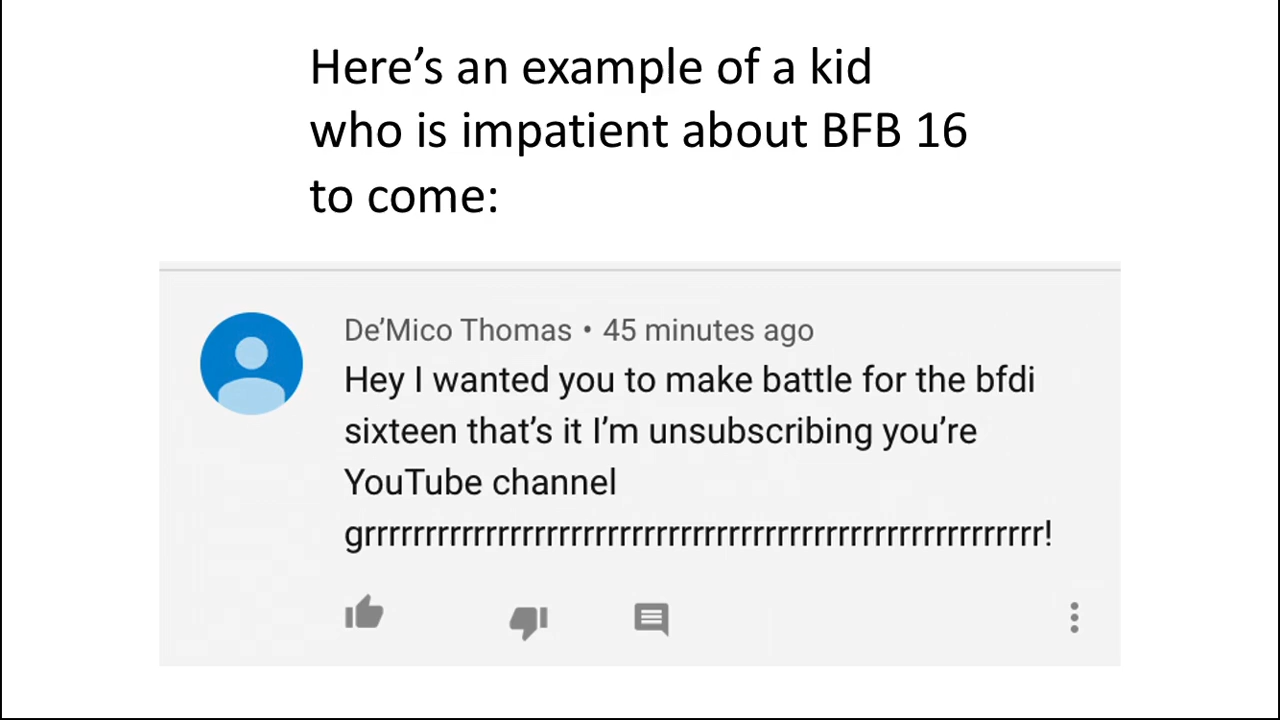 Here’s an example of a kid
who is impatient about BFB 16
to come:
De’Mico Thomas • 45 minutes ago
Hey I wanted you to make battle for the bfdi
sixteen that’s it I’m unsubscribing you’re
YouTube channel
grrrrrrrrrrrrrrrrrrrrrrrrrrrrrrrrrrrrrrrrrrrrrrrrrrrrrrrrr!